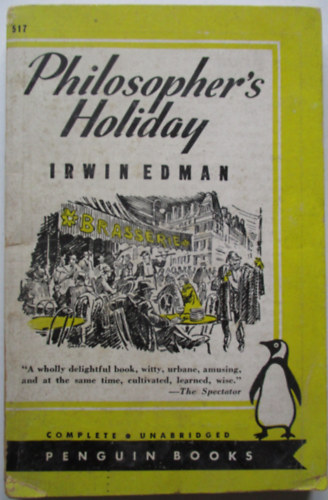 517
Philosopher's
Holiday
IRWIN EDMAN
BRASSERIE
"A wholly delightful book, witty, urbane, amusing,
and at the same time, cultivated, learned, wise."
—The Spectator
COMPLETE • UNABRIDGED
PENGUIN BOOKS